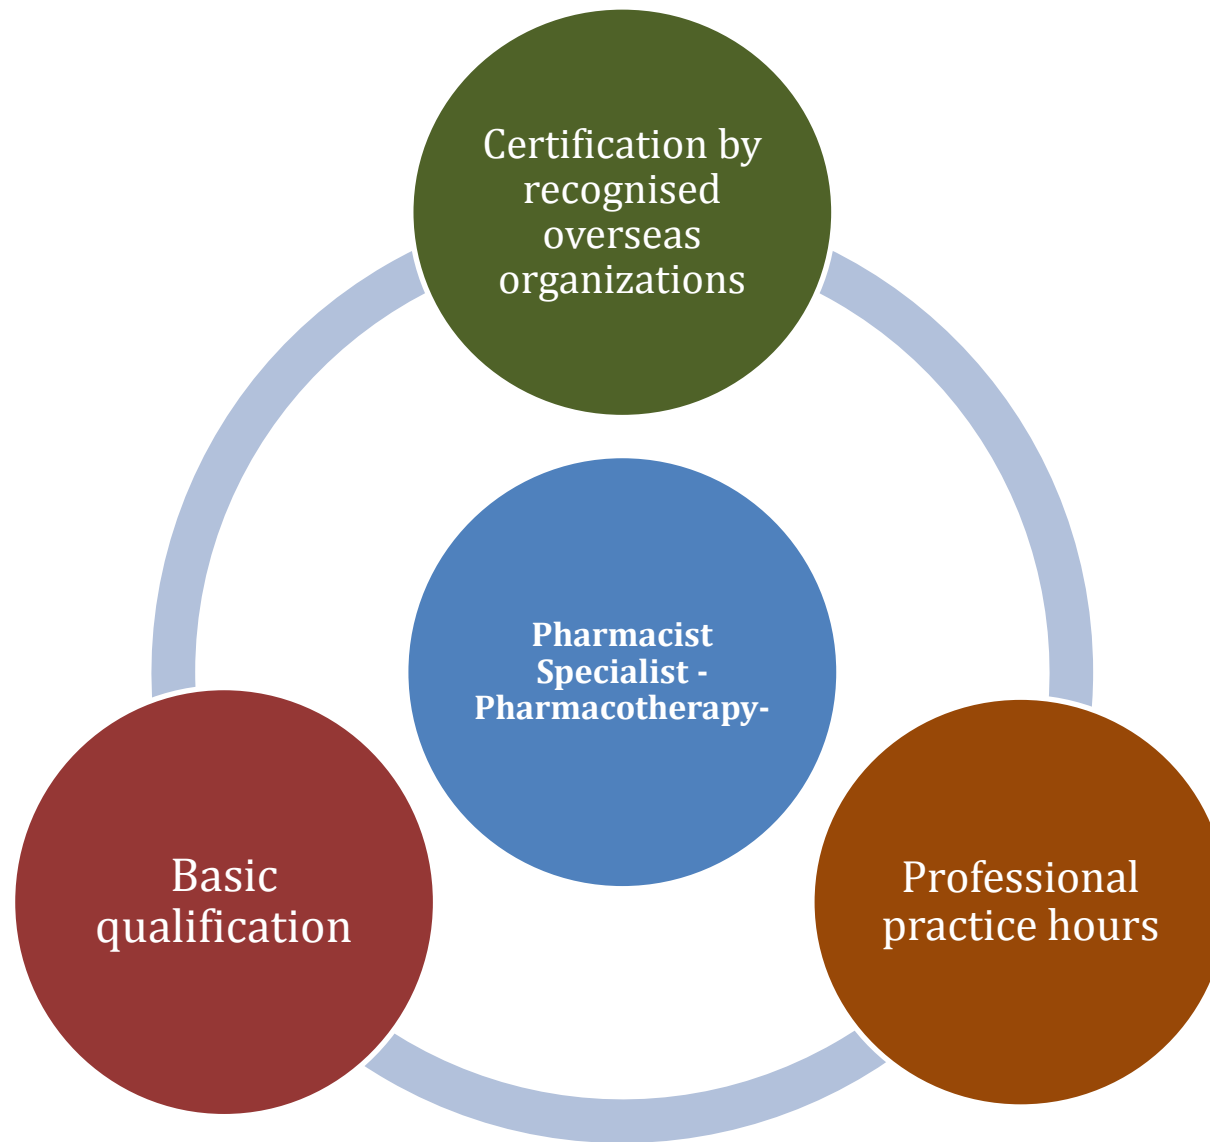 Certification by
recognised
overseas
organizations
Pharmacist
Specialist -
Pharmacotherapy-
Basic
qualification
Professional
practice hours